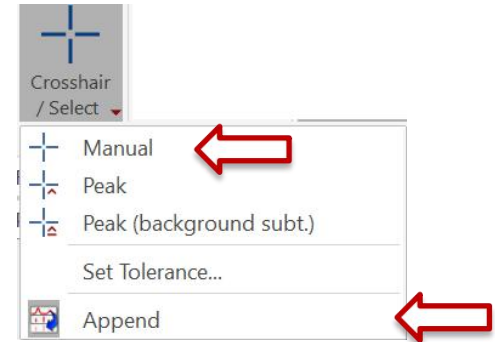 Crosshair
/ Select
Manual
Peak
Peak (background subt.)
Set Tolerance...
Append